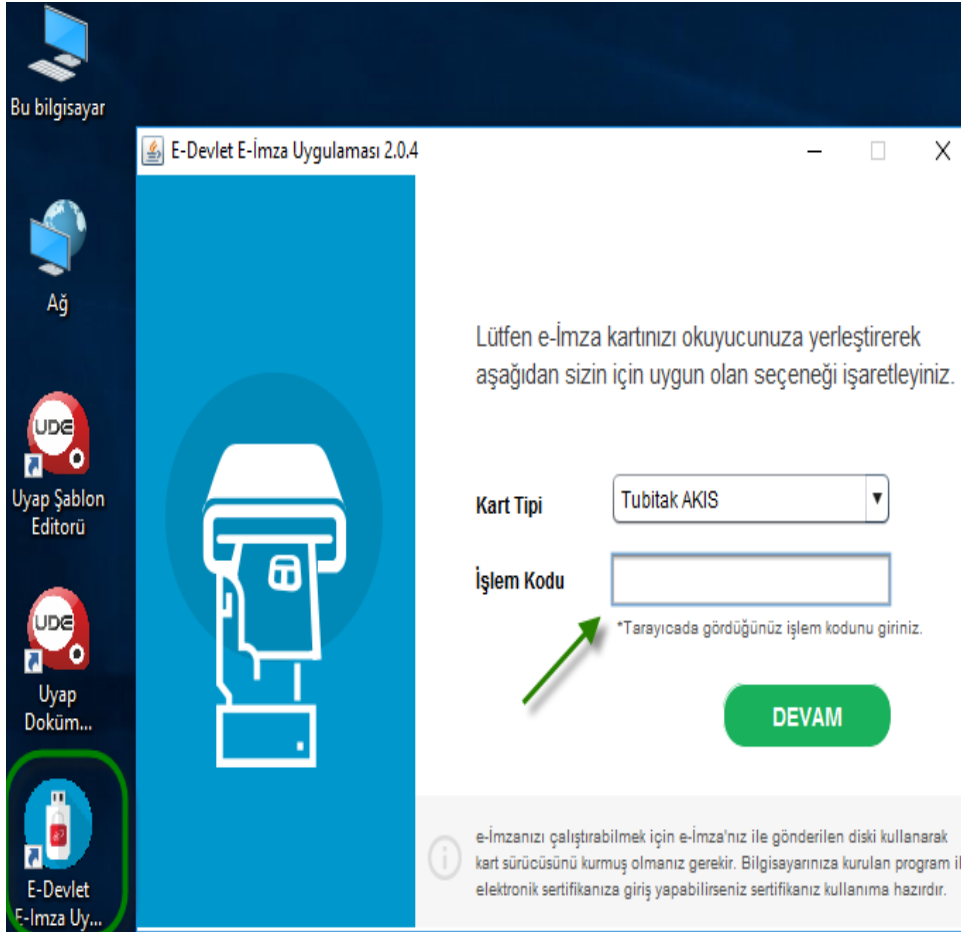 Bu bilgisayar
E-Devlet E-İmza Uygulaması 2.0.4
Ağ
Lütfen e-İmza kartınızı okuyucunuza yerleştirerek
aşağıdan sizin için uygun olan seçeneği işaretleyiniz.
UDE
Uyap Şablon
Editorü
Kart Tipi
Tubitak AKIS
İşlem Kodu
*Tarayıcada gördüğünüz işlem kodunu giriniz.
UDE
Uyap
Doküm...
DEVAM
E-Devlet
E-Imza Uy...
e-İmzanızı çalıştırabilmek için e-İmza'nız ile gönderilen diski kullanarak
kart sürücüsünü kurmuş olmanız gerekir. Bilgisayarınıza kurulan program il
elektronik sertifikanıza giriş yapabilirseniz sertifikanız kullanıma hazırdır.